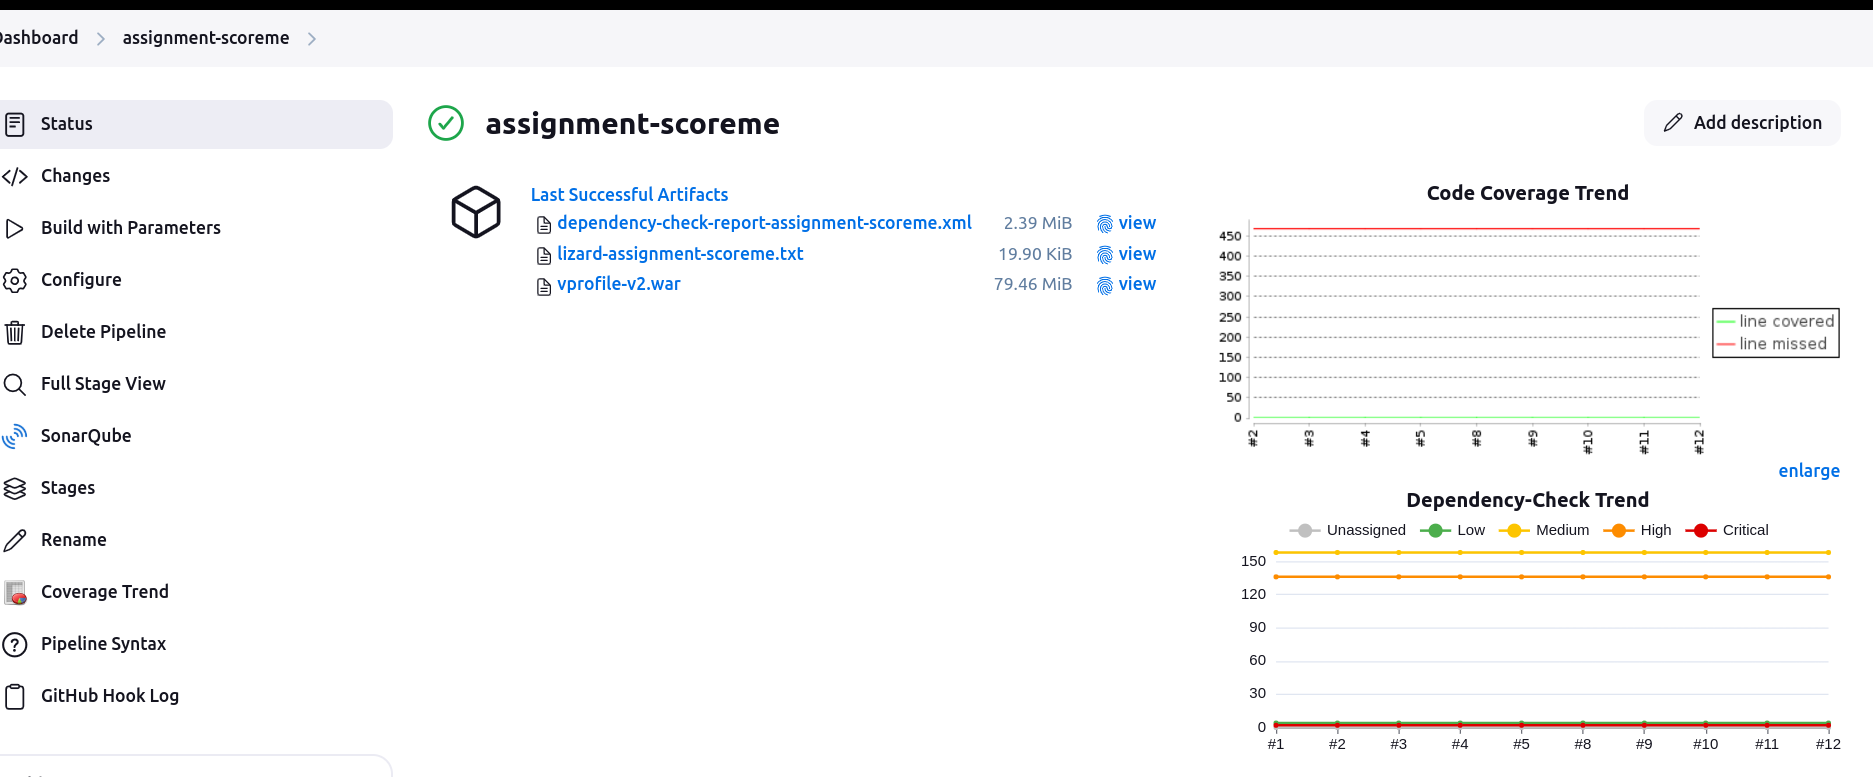 Dashboard
assignment-scoreme
Status
Changes
Build with Parameters
Configure
Delete Pipeline
Full Stage View
SonarQube
Stages
Rename
Coverage Trend
Pipeline Syntax
GitHub Hook Log
assignment-scoreme
Add description
Last Successful Artifacts
dependency-check-report-assignment-scoreme.xml 2.39 MiB view
lizard-assignment-scoreme.txt 19.90 KiB view
vprofile-v2.war 79.46 MiB view
Code Coverage Trend
450
400
350
300
250
200
150
100
50
0
#2 #3 #4 #5 #8 #9 #10 #11 #12
line covered
line missed
enlarge
Dependency-Check Trend
Unassigned Low Medium High Critical
150
120
90
60
30
0
#1 #2 #3 #4 #5 #8 #9 #10 #11 #12